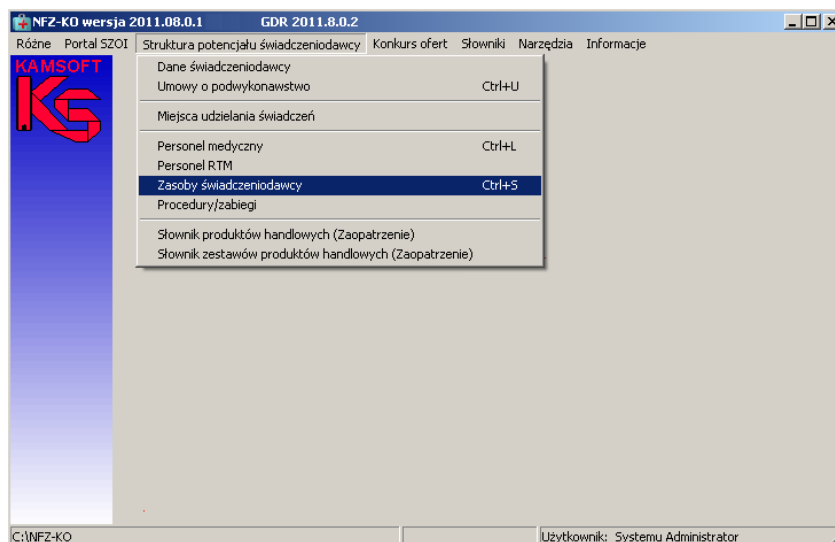 NFZ-KO wersja 2011.08.0.1 GDR 2011.8.0.2
Różne Portal SZOI Struktura potencjału świadczeniodawcy Konkurs ofert Słowniki Narzędzia Informacje
KAMSOFT
KS
Dane świadczeniodawcy
Umowy o podwykonawstwo Ctrl+U
Miejsca udzielania świadczeń
Personel medyczny Ctrl+L
Personel RTM
Zasoby świadczeniodawcy Ctrl+S
Procedury/zabiegi
Słownik produktów handlowych (Zaopatrzenie)
Słownik zestawów produktów handlowych (Zaopatrzenie)
C:\NFZ-KO Użytkownik: Systemu Administrator